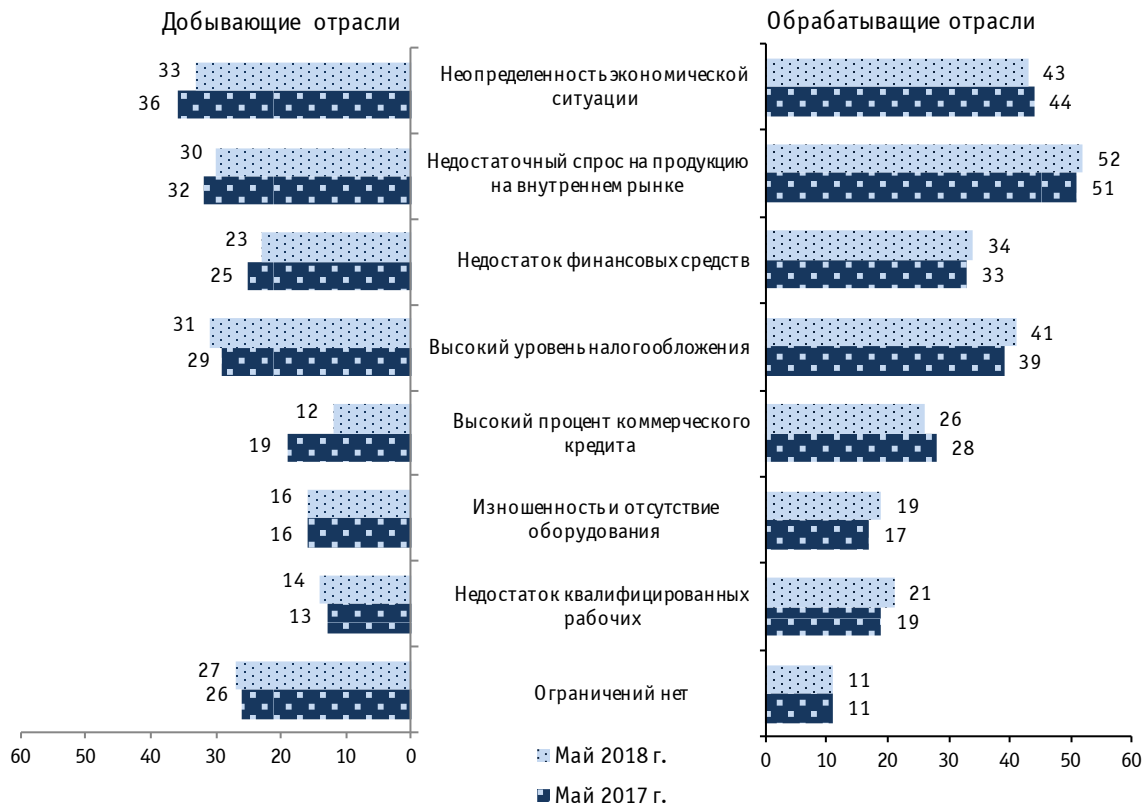 Добывающие отрасли
Обрабатыващие отрасли
33
36
Неопределенность экономической
ситуации
43
44
30
32
Недостаточный спрос на продукцию
на внутреннем рынке
52
51
23
25
Недостаток финансовых средств
34
33
31
29
Высокий уровень налогообложения
41
39
12
19
Высокий процент коммерческого
кредита
26
28
16
16
Изношенность и отсутствие
оборудования
19
17
14
13
Недостаток квалифицированных
рабочих
21
19
27
26
Ограничений нет
11
11
60 50 40 30 20 10 0
0 10 20 30 40 50 60
Май 2018 г.
Май 2017 г.